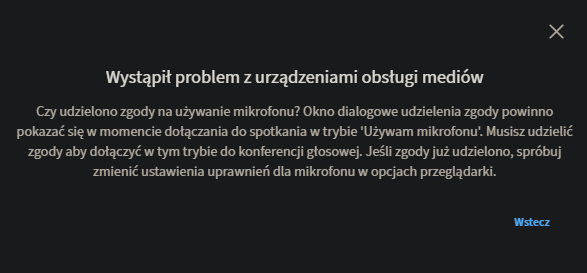 Wystąpił problem z urządzeniami obsługi mediów
Czy udzielono zgody na używanie mikrofonu? Okno dialogowe udzielenia zgody powinno
pokazać się w momencie dołączania do spotkania w trybie 'Używam mikrofonu'. Musisz udzielić
zgody aby dołączyć w tym trybie do konferencji głosowej. Jeśli zgody już udzielono, spróbuj
zmienić ustawienia uprawnień dla mikrofonu w opcjach przeglądarki.
Wstecz